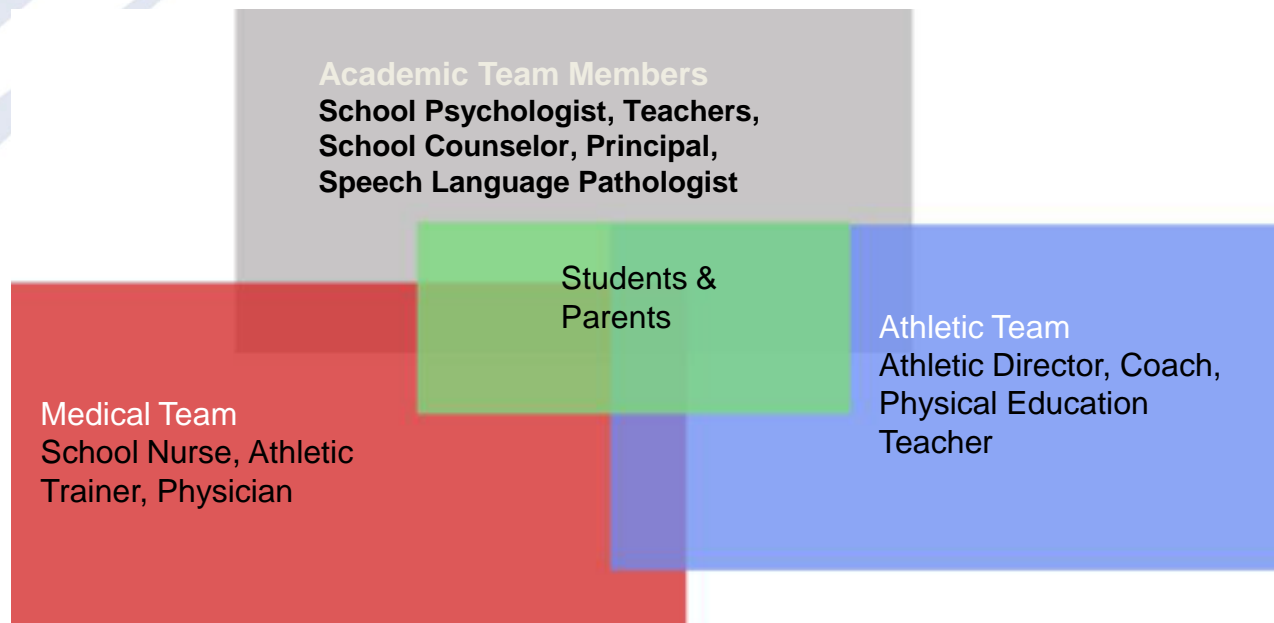 Academic Team Members
School Psychologist, Teachers,
School Counselor, Principal,
Speech Language Pathologist
Students &
Parents
Athletic Team
Athletic Director, Coach,
Physical Education
Teacher
Medical Team
School Nurse, Athletic
Trainer, Physician